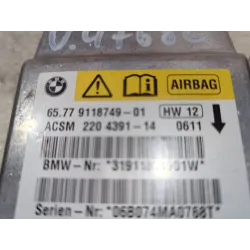 AIRBAG
65.77 9118749-01 HW 12
ACSM 220 4391-14 0611
BMW-Nr:
Serien-Nr: *06B074MA0768T*